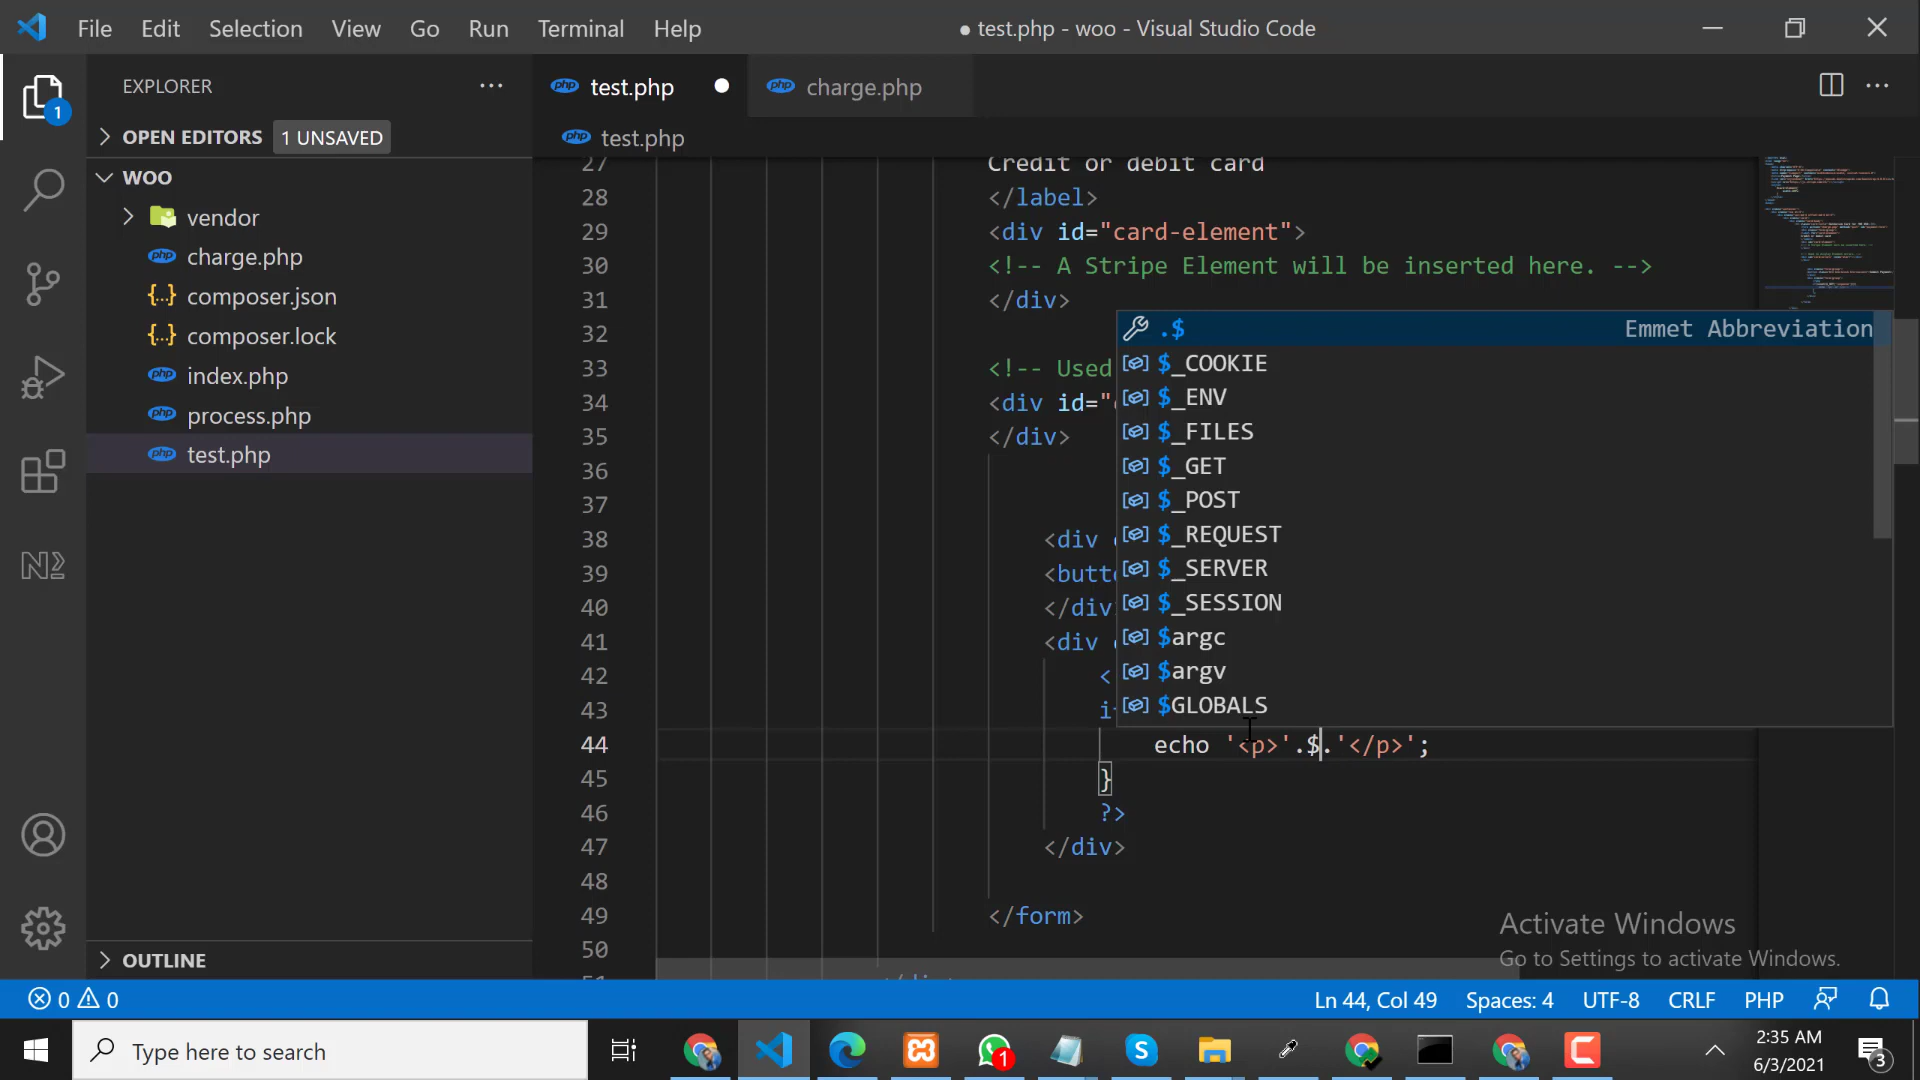 File Edit Selection View Go Run Terminal Help
● test.php - woo - Visual Studio Code
EXPLORER
1
OPEN EDITORS 1 UNSAVED
WOO
vendor
charge.php
composer.json
composer.lock
index.php
process.php
test.php
OUTLINE
test.php
charge.php
test.php
27 Credit or debit card
28 </label>
29 <div id="card-element">
30 <!-- A Stripe Element will be inserted here. -->
31 </div>
32
33 <!-- Used
34 <div id="
35 </div>
36
37
38 <div
39 <butt
40 </div
41 <div
42 <
43 i
44 echo '<p>'.$.'</p>';
45 }
46 ?>
47 </div>
48
49 </form>
50
.$ Emmet Abbreviation
$_COOKIE
$_ENV
$_FILES
$_GET
$_POST
$_REQUEST
$_SERVER
$_SESSION
$argc
$argv
$GLOBALS
Activate Windows
Go to Settings to activate Windows.
0 0
Ln 44, Col 49 Spaces: 4 UTF-8 CRLF PHP
Type here to search
1
2:35 AM
6/3/2021
3